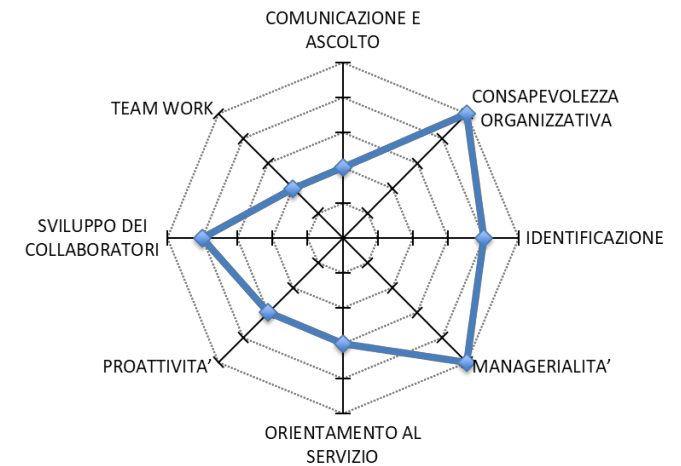 COMUNICAZIONE E
ASCOLTO
CONSAPEVOLEZZA
ORGANIZZATIVA
TEAM WORK
SVILUPPO DEI
COLLABORATORI
IDENTIFICAZIONE
PROATTIVITA’
MANAGERIALITA’
ORIENTAMENTO AL
SERVIZIO